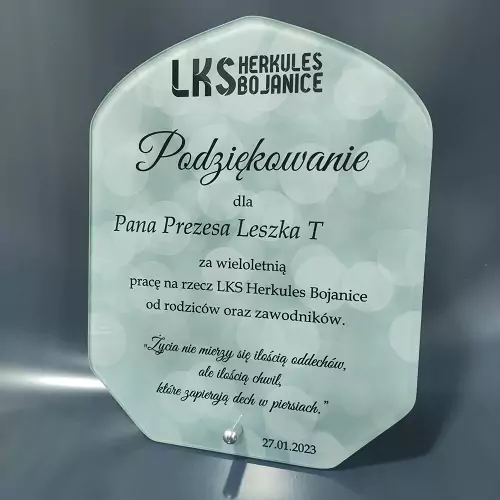 LKS HERKULES BOJANICE
Podziękowanie
dla
Pana Prezesa Leszka T
za wieloletnią
pracę na rzecz LKS Herkules Bojanice
od rodziców oraz zawodników.
"Życia nie mierzy się ilością oddechów,
ale ilością chwil,
które zapierają dech w piersiach."
27.01.2023